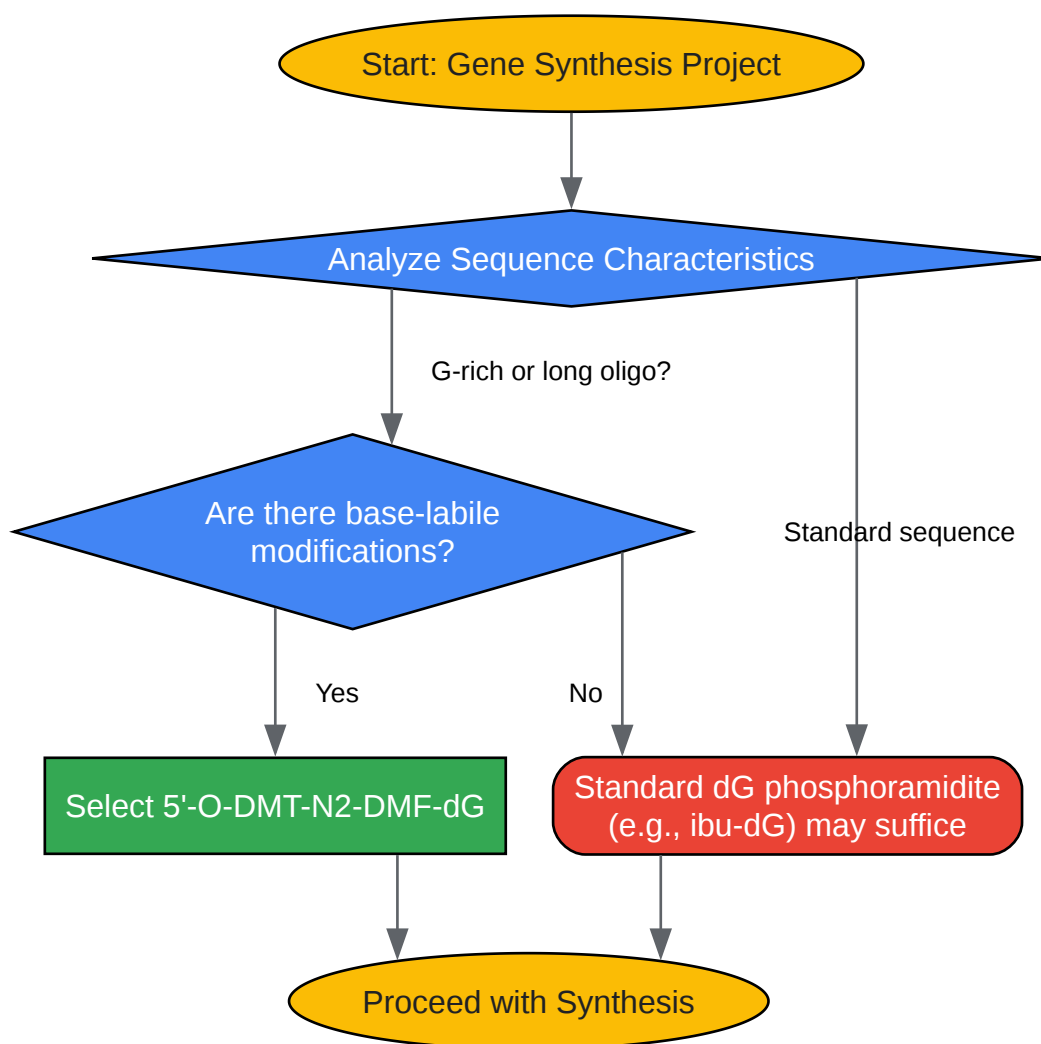 Start: Gene Synthesis Project
Analyze Sequence Characteristics
G-rich or long oligo?
Are there base-labile
modifications?
Standard sequence
Yes
No
Select 5'-O-DMT-N2-DMF-dG
Standard dG phosphoramidite
(e.g., ibu-dG) may suffice
Proceed with Synthesis